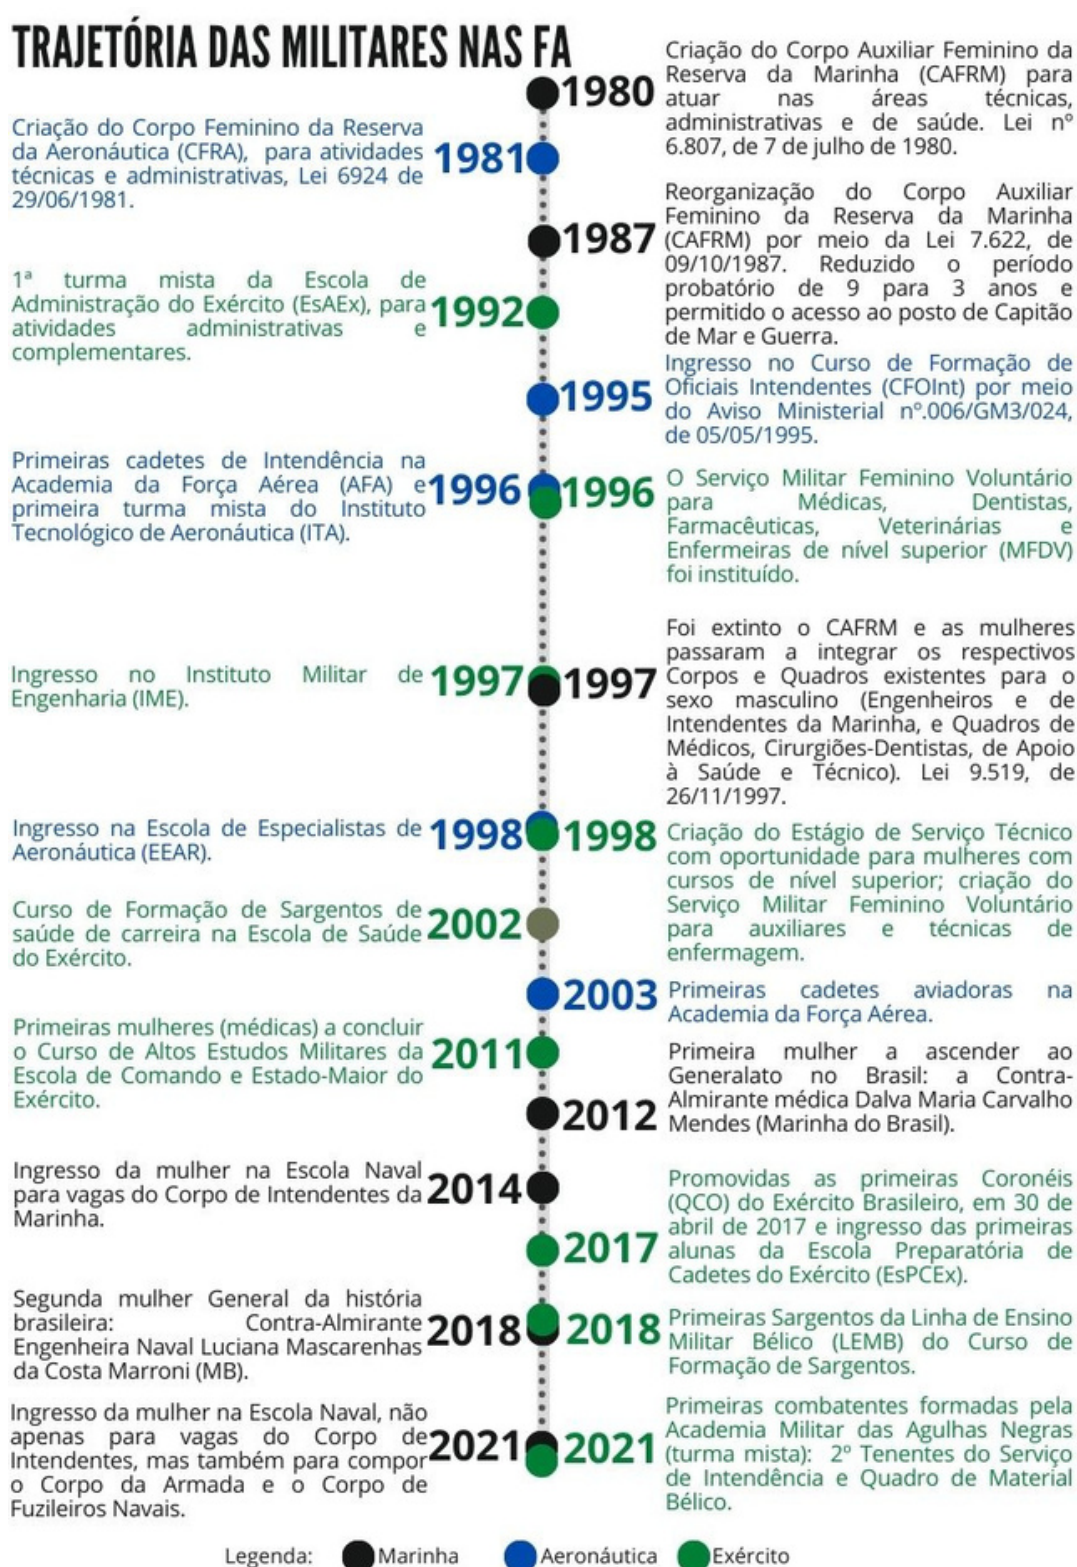 TRAJETÓRIA DAS MILITARES NAS FA
1980
Criação do Corpo Auxiliar Feminino da
Reserva da Marinha (CAFRM) para
atuar nas áreas técnicas,
administrativas e de saúde. Lei nº
6.807, de 7 de julho de 1980.
Criação do Corpo Feminino da Reserva
da Aeronáutica (CFRA), para atividades
técnicas e administrativas, Lei 6924 de
29/06/1981.
1981
1987
Reorganização do Corpo Auxiliar
Feminino da Reserva da Marinha
(CAFRM) por meio da Lei 7.622, de
09/10/1987. Reduzido o período
probatório de 9 para 3 anos e
permitido o acesso ao posto de Capitão
de Mar e Guerra.
1ª turma mista da Escola de
Administração do Exército (EsAEx), para
atividades administrativas e
complementares.
1992
1995
Ingresso no Curso de Formação de
Oficiais Intendentes (CFOInt) por meio
do Aviso Ministerial nº.006/GM3/024,
de 05/05/1995.
Primeiras cadetes de Intendência na
Academia da Força Aérea (AFA) e
primeira turma mista do Instituto
Tecnológico de Aeronáutica (ITA).
1996
1996
O Serviço Militar Feminino Voluntário
para Médicas, Dentistas,
Farmacêuticas, Veterinárias e
Enfermeiras de nível superior (MFDV)
foi instituído.
Ingresso no Instituto Militar de
Engenharia (IME).
1997
1997
Foi extinto o CAFRM e as mulheres
passaram a integrar os respectivos
Corpos e Quadros existentes para o
sexo masculino (Engenheiros e de
Intendentes da Marinha, e Quadros de
Médicos, Cirurgiões-Dentistas, de Apoio
à Saúde e Técnico). Lei 9.519, de
26/11/1997.
Ingresso na Escola de Especialistas de
Aeronáutica (EEAR).
1998
1998
Criação do Estágio de Serviço Técnico
com oportunidade para mulheres com
cursos de nível superior; criação do
Serviço Militar Feminino Voluntário
para auxiliares e técnicas de
enfermagem.
Curso de Formação de Sargentos de
saúde de carreira na Escola de Saúde
do Exército.
2002
2003
Primeiras cadetes aviadoras na
Academia da Força Aérea.
Primeiras mulheres (médicas) a concluir
o Curso de Altos Estudos Militares da
Escola de Comando e Estado-Maior do
Exército.
2011
2012
Primeira mulher a ascender ao
Generalato no Brasil: a Contra-
Almirante médica Dalva Maria Carvalho
Mendes (Marinha do Brasil).
Ingresso da mulher na Escola Naval
para vagas do Corpo de Intendentes da
Marinha.
2014
2017
Promovidas as primeiras Coronéis
(QCO) do Exército Brasileiro, em 30 de
abril de 2017 e ingresso das primeiras
alunas da Escola Preparatória de
Cadetes do Exército (EsPCEx).
Segunda mulher General da história
brasileira: Contra-Almirante
Engenheira Naval Luciana Mascarenhas
da Costa Marroni (MB).
2018
2018
Primeiras Sargentos da Linha de Ensino
Militar Bélico (LEMB) do Curso de
Formação de Sargentos.
Ingresso da mulher na Escola Naval, não
apenas para vagas do Corpo de
Intendentes, mas também para compor
o Corpo da Armada e o Corpo de
Fuzileiros Navais.
2021
2021
Primeiras combatentes formadas pela
Academia Militar das Agulhas Negras
(turma mista): 2º Tenentes do Serviço
de Intendência e Quadro de Material
Bélico.
Legenda: Marinha Aeronáutica Exército